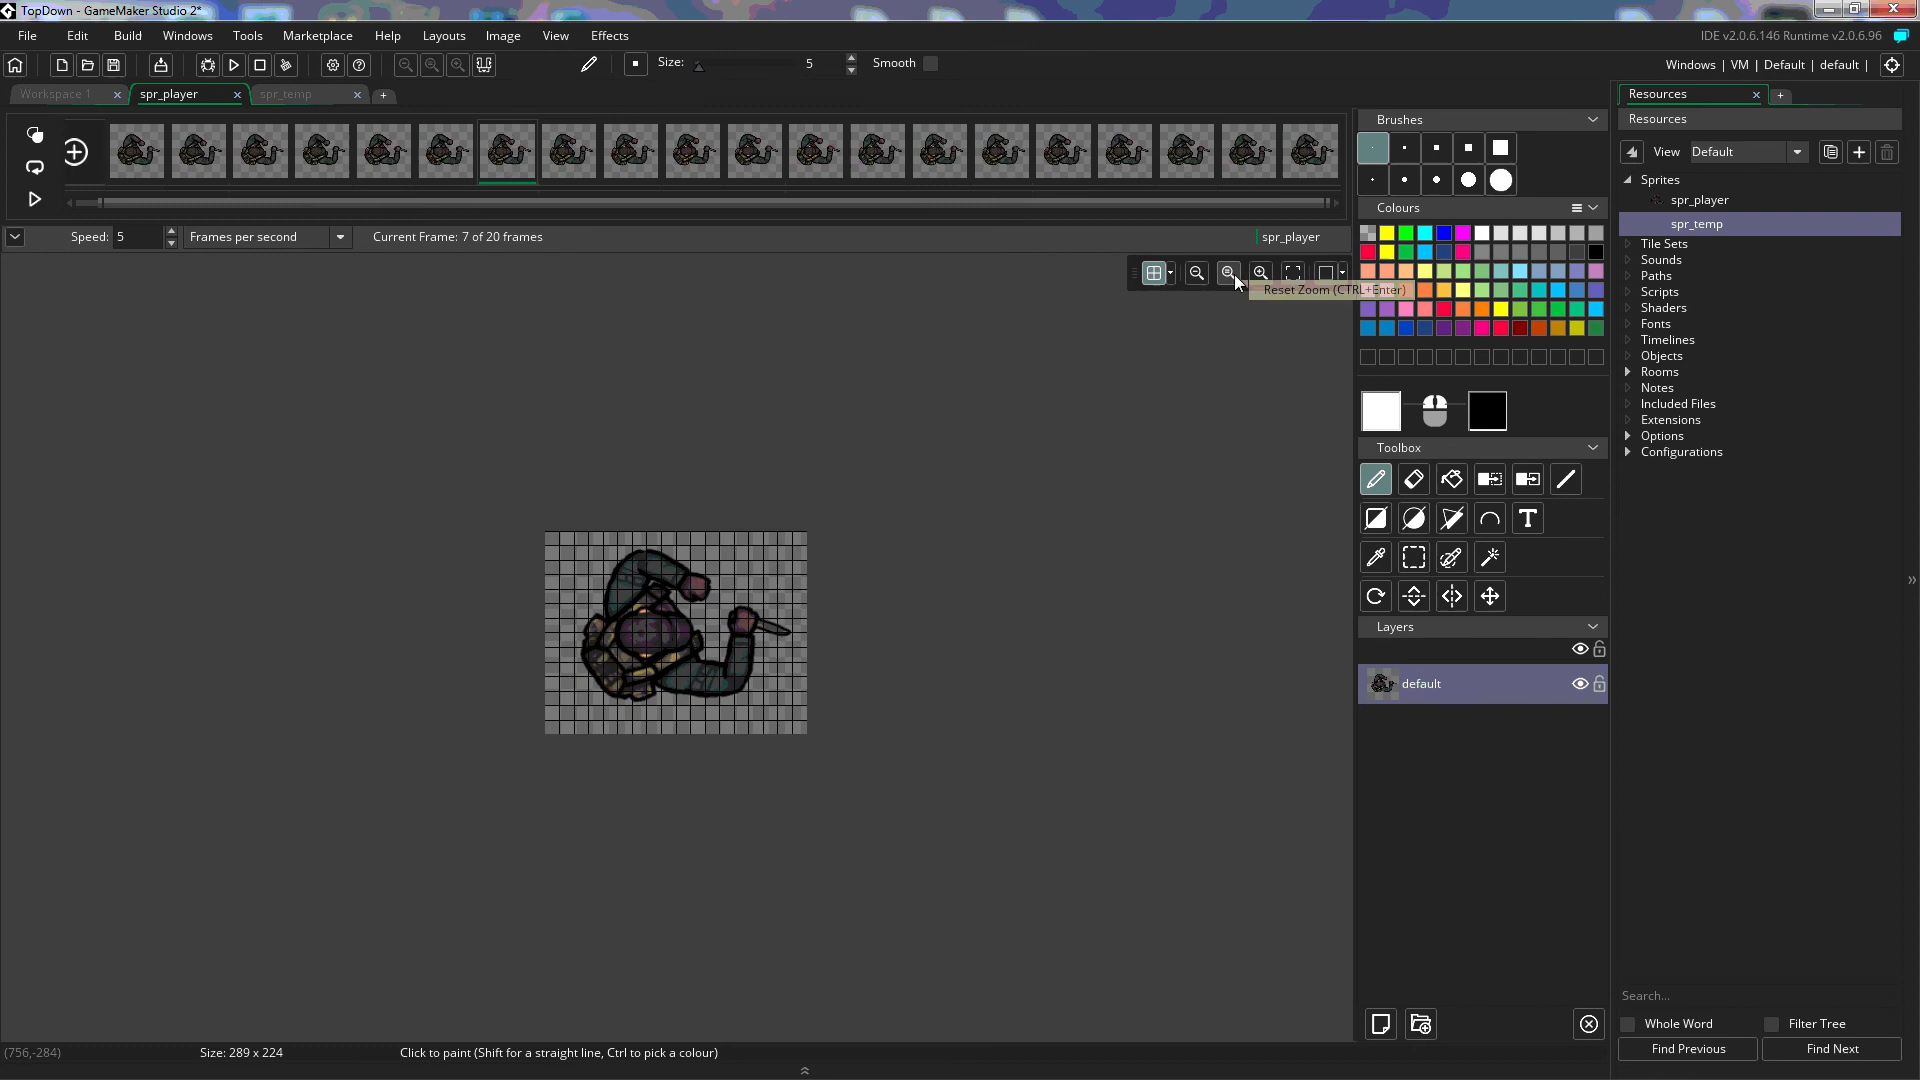 TopDown - GameMaker Studio 2*
File Edit Build Windows Tools Marketplace Help Layouts Image View Effects
IDE v2.0.6.146 Runtime v2.0.6.96
Size: 5 Smooth
Windows | VM | Default | default |
Workspace 1 spr_player spr_temp
Resources
Brushes
Resources
View Default
Sprites
spr_player
spr_temp
Tile Sets
Sounds
Paths
Scripts
Shaders
Fonts
Timelines
Objects
Rooms
Notes
Included Files
Extensions
Options
Configurations
Colours
Speed: 5 Frames per second Current Frame: 7 of 20 frames spr_player
Reset Zoom (CTRL+Enter)
Toolbox
T
Layers
default
Search...
Whole Word Filter Tree
Find Previous Find Next
(756,-284) Size: 289 x 224 Click to paint (Shift for a straight line, Ctrl to pick a colour)